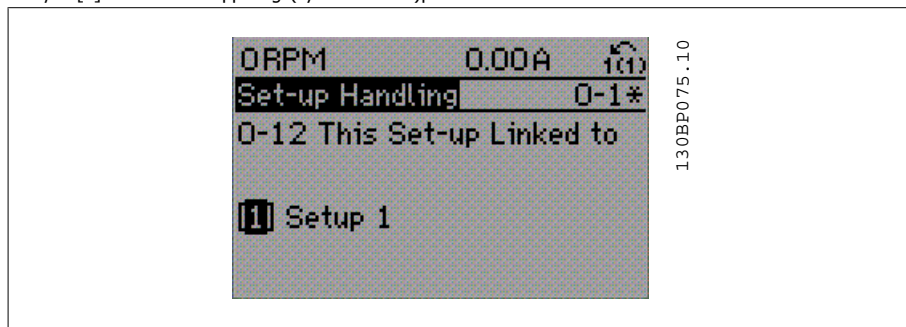 0RPM 0.00A 1(1)
Set-up Handling 0-1*
0-12 This Set-up Linked to
[1] Setup 1
130BP075.10